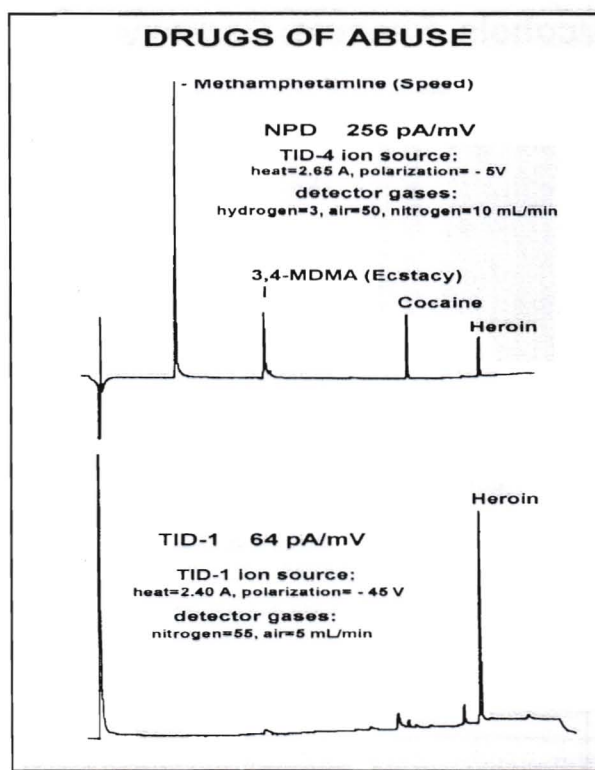 DRUGS OF ABUSE
- Methamphetamine (Speed)
NPD 256 pA/mV
TID-4 ion source:
heat=2.65 A, polarization= - 5V
detector gases:
hydrogen=3, air=50, nitrogen=10 mL/min
3,4-MDMA (Ecstacy)
Cocaine
Heroin
Heroin
TID-1 64 pA/mV
TID-1 ion source:
heat=2.40 A, polarization= - 45 V
detector gases:
nitrogen=55, air=5 mL/min